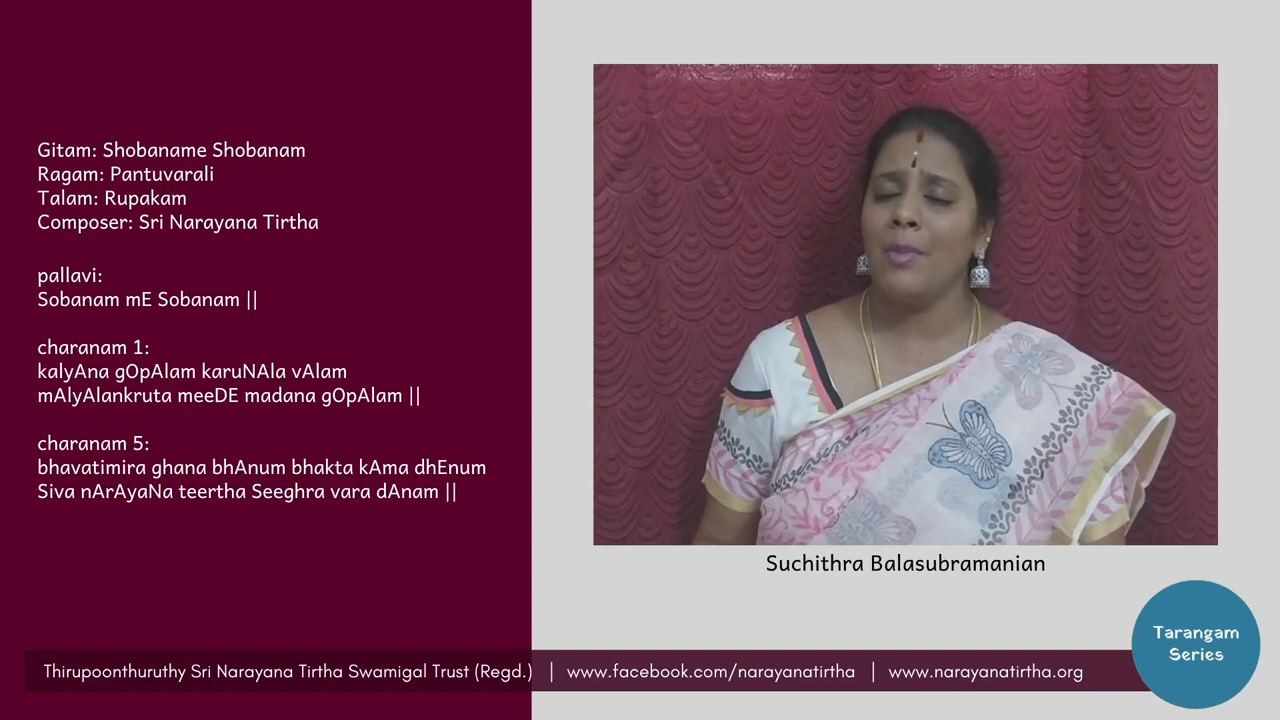 Gitam: Shobaname Shobanam
Ragam: Pantuvarali
Talam: Rupakam
Composer: Sri Narayana Tirtha
pallavi:
Sobanam mE Sobanam ||
charanam 1:
kalyAna gOpAlam karuNAla vAlam
mAlyAlankruta meeDE madana gOpAlam ||
charanam 5:
bhavatimira ghana bhAnum bhakta kAma dhEnum
Siva nArAyaNa teertha Seeghra vara dAnam ||
Suchithra Balasubramanian
Tarangam
Series
Thirupoonthuruthy Sri Narayana Tirtha Swamigal Trust (Regd.) | www.facebook.com/narayanatirtha | www.narayanatirtha.org